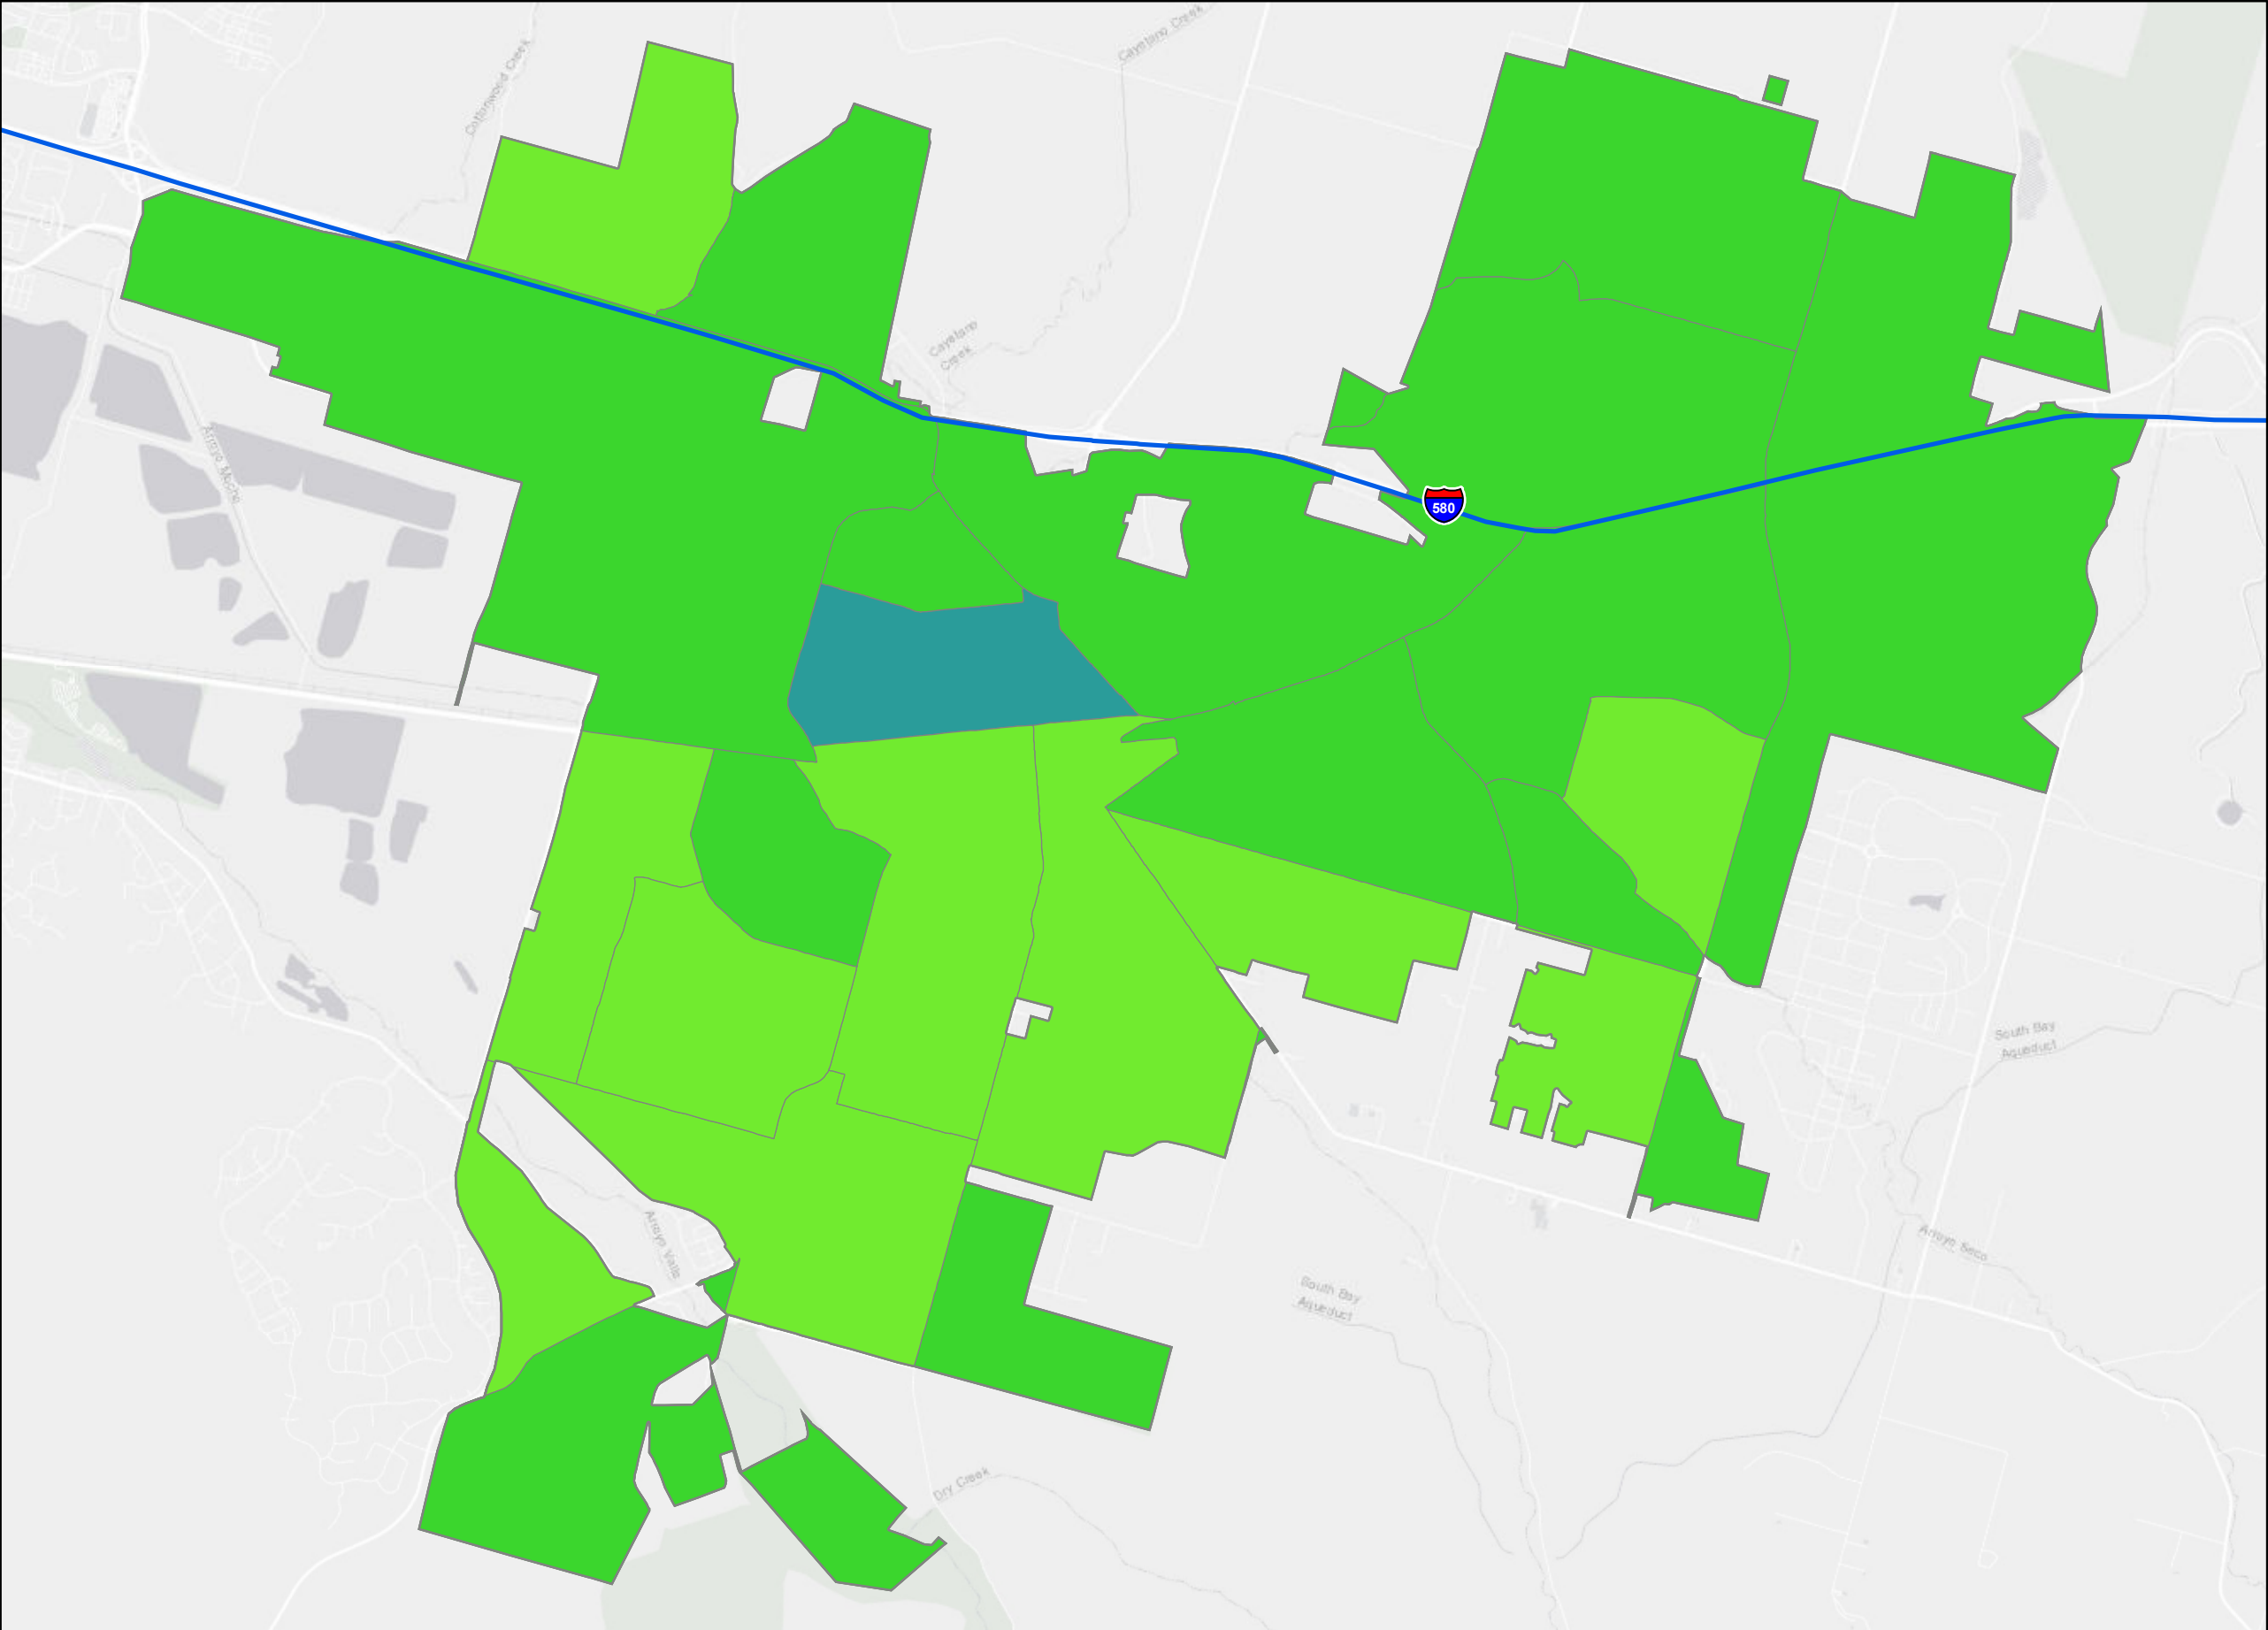 Cayetano Creek
Cottonwood Creek
Cayetano
Creek
Arroyo Mocho
580
South Bay
Aqueduct
Arroyo Valle
Arroyo Seco
South Bay
Aqueduct
Dry Creek